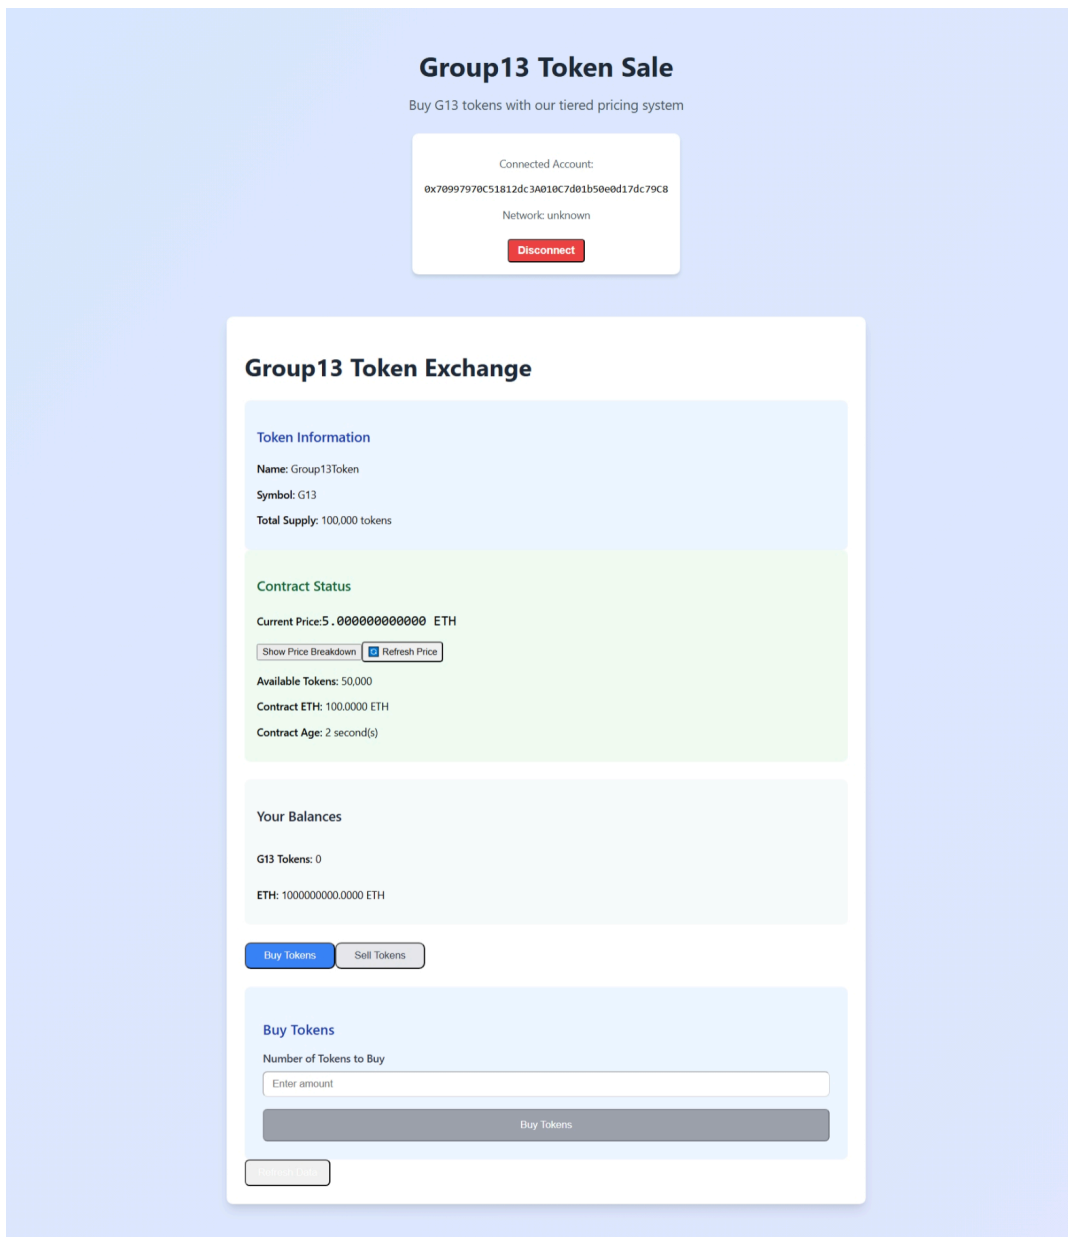 Group13 Token Sale
Buy G13 tokens with our tiered pricing system
Connected Account:
0x70997970C51812dc3A010C7d01b50e0d17dc79C8
Network: unknown
Disconnect
Group13 Token Exchange
Token Information
Name: Group13Token
Symbol: G13
Total Supply: 100,000 tokens
Contract Status
Current Price:5.000000000000 ETH
Show Price Breakdown 🔄 Refresh Price
Available Tokens: 50,000
Contract ETH: 100.0000 ETH
Contract Age: 2 second(s)
Your Balances
G13 Tokens: 0
ETH: 1000000000.0000 ETH
Buy Tokens Sell Tokens
Buy Tokens
Number of Tokens to Buy
Enter amount
Buy Tokens
Refresh Data